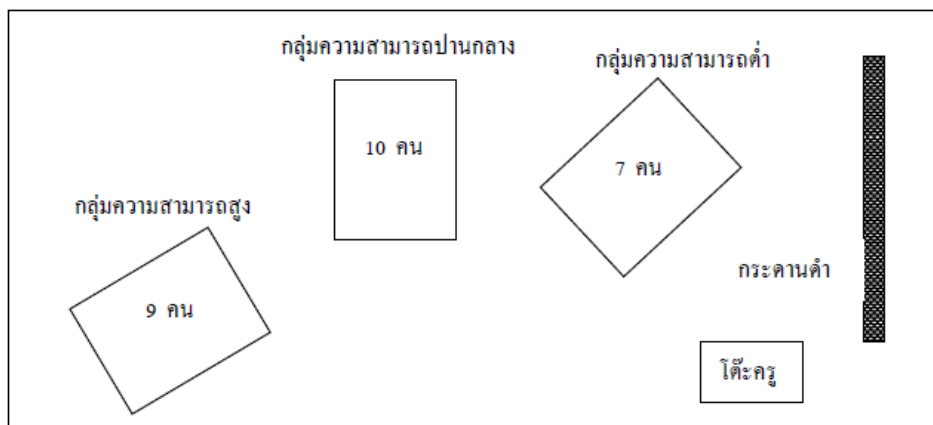 กลุ่มความสามารถปานกลาง
กลุ่มความสามารถต่ำ
10 คน
7 คน
กลุ่มความสามารถสูง
กระดานดำ
9 คน
โต๊ะครู